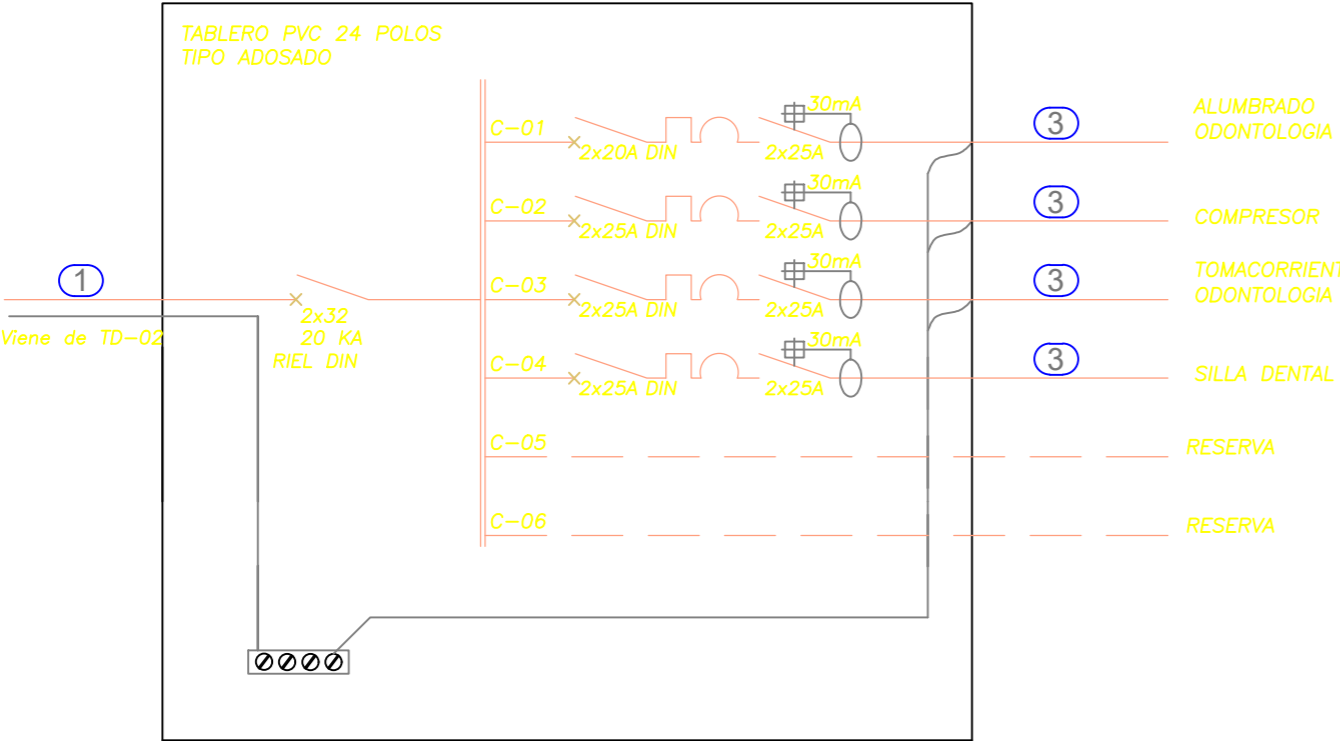 TABLERO PVC 24 POLOS
TIPO ADOSADO
C-01
2x20A DIN
2x25A
30mA
3
ALUMBRADO
ODONTOLOGIA
C-02
2x25A DIN
2x25A
30mA
3
COMPRESOR
1
Viene de TD-02
2x32
20 KA
RIEL DIN
C-03
2x25A DIN
2x25A
30mA
3
TOMACORRIENT
ODONTOLOGIA
C-04
2x25A DIN
2x25A
30mA
3
SILLA DENTAL
C-05
RESERVA
C-06
RESERVA